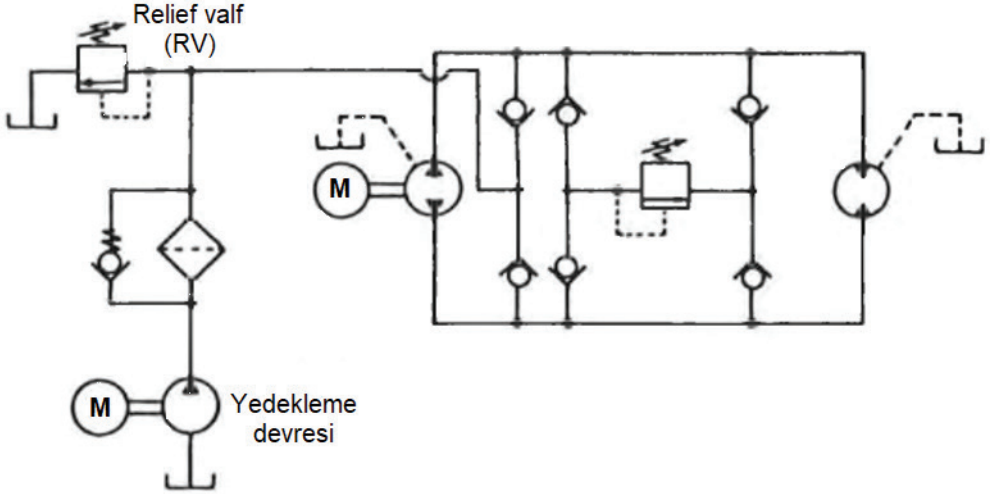 Relief valf
(RV)
M
M
Yedekleme
devresi